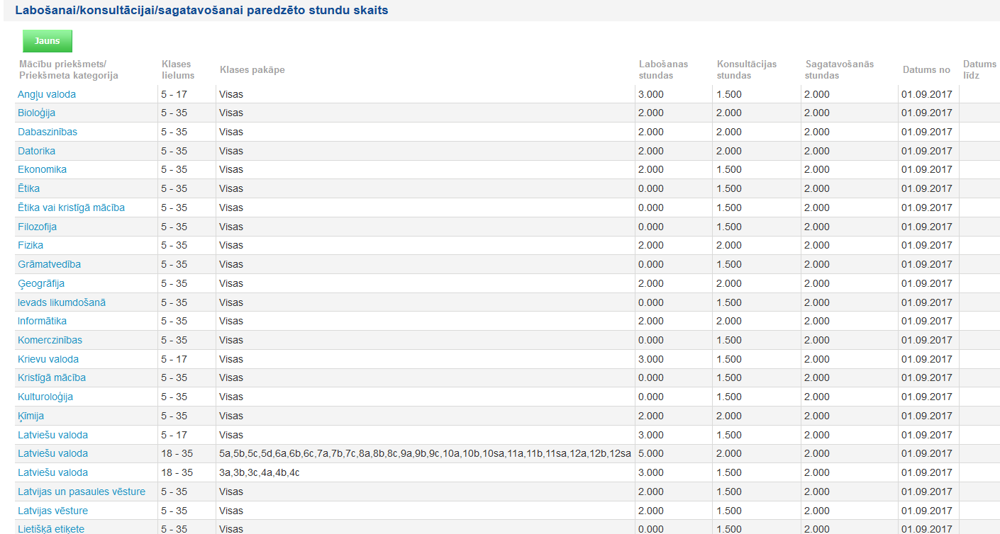 Labošanai/konsultācijai/sagatavošanai paredzēto stundu skaits
Jauns
Mācību priekšmets/ Priekšmeta kategorija Klases lielums Klases pakāpe Labošanas stundas Konsultācijas stundas Sagatavošanās stundas Datums no Datums līdz
Angļu valoda 5 - 17 Visas 3.000 1.500 2.000 01.09.2017
Bioloģija 5 - 35 Visas 2.000 2.000 2.000 01.09.2017
Dabaszinības 5 - 35 Visas 2.000 2.000 2.000 01.09.2017
Datorika 5 - 35 Visas 2.000 2.000 2.000 01.09.2017
Ekonomika 5 - 35 Visas 2.000 1.500 2.000 01.09.2017
Ētika 5 - 35 Visas 0.000 1.500 2.000 01.09.2017
Ētika vai kristīgā mācība 5 - 35 Visas 0.000 1.500 2.000 01.09.2017
Filozofija 5 - 35 Visas 0.000 1.500 2.000 01.09.2017
Fizika 5 - 35 Visas 2.000 2.000 2.000 01.09.2017
Grāmatvedība 5 - 35 Visas 0.000 1.500 2.000 01.09.2017
Ģeogrāfija 5 - 35 Visas 2.000 2.000 2.000 01.09.2017
Ievads likumdošanā 5 - 35 Visas 0.000 1.500 2.000 01.09.2017
Informātika 5 - 35 Visas 2.000 2.000 2.000 01.09.2017
Komerczinības 5 - 35 Visas 0.000 1.500 2.000 01.09.2017
Krievu valoda 5 - 17 Visas 3.000 1.500 2.000 01.09.2017
Kristīgā mācība 5 - 35 Visas 0.000 1.500 2.000 01.09.2017
Kulturoloģija 5 - 35 Visas 0.000 1.500 2.000 01.09.2017
Ķīmija 5 - 35 Visas 2.000 2.000 2.000 01.09.2017
Latviešu valoda 5 - 17 Visas 3.000 1.500 2.000 01.09.2017
Latviešu valoda 18 - 35 5a,5b,5c,5d,6a,6b,6c,7a,7b,7c,8a,8b,8c,9a,9b,9c,10a,10b,10sa,11a,11b,11sa,12a,12b,12sa 5.000 2.000 2.000 01.09.2017
Latviešu valoda 18 - 35 3a,3b,3c,4a,4b,4c 3.000 1.500 2.000 01.09.2017
Latvijas un pasaules vēsture 5 - 35 Visas 2.000 1.500 2.000 01.09.2017
Latvijas vēsture 5 - 35 Visas 2.000 1.500 2.000 01.09.2017
Lietišķā etiķete 5 - 35 Visas 0.000 1.500 2.000 01.09.2017